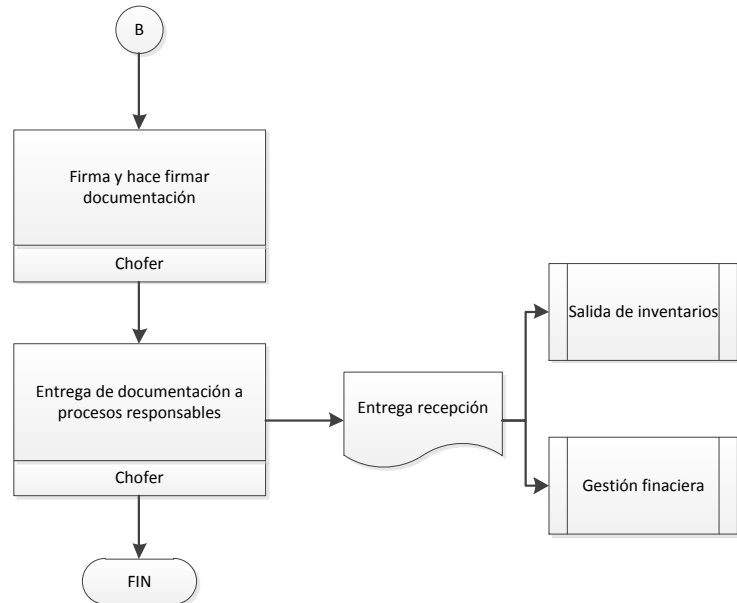 B
Firma y hace firmar
documentación
Chofer
Entrega de documentación a
procesos responsables
Chofer
FIN
Entrega recepción
Salida de inventarios
Gestión finaciera